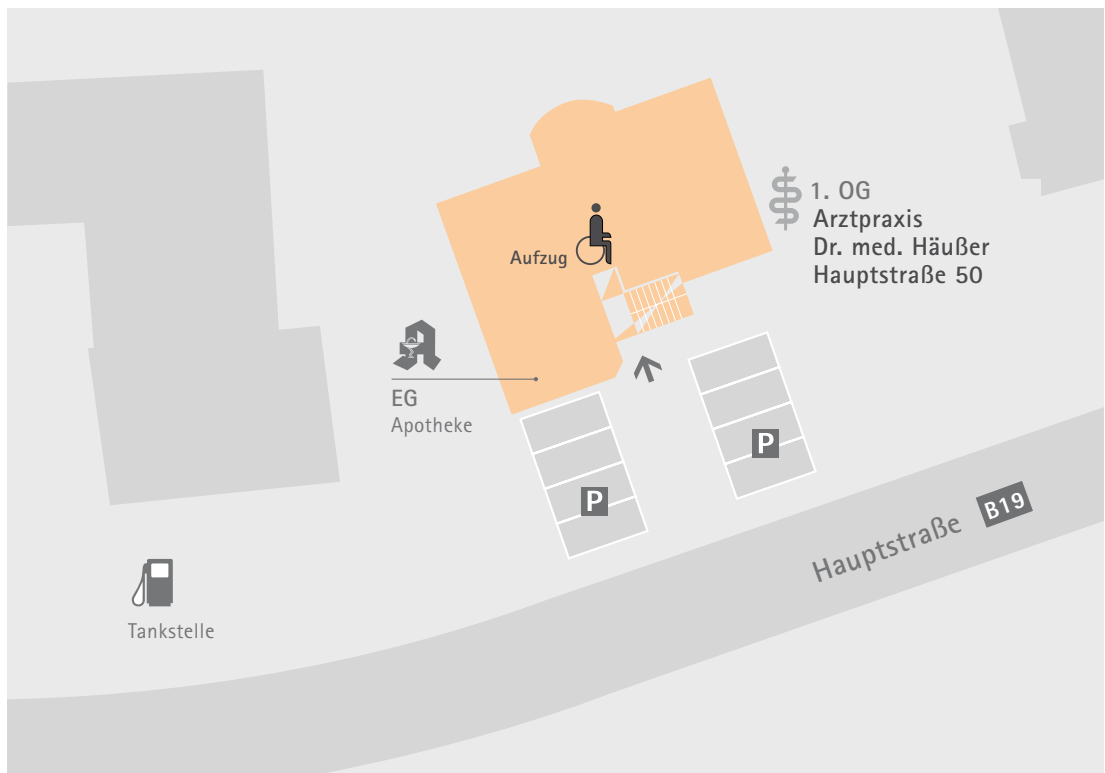 1. OG
Arztpraxis
Dr. med. Häußer
Hauptstraße 50
Aufzug
EG
Apotheke
P
P
Hauptstraße B19
Tankstelle